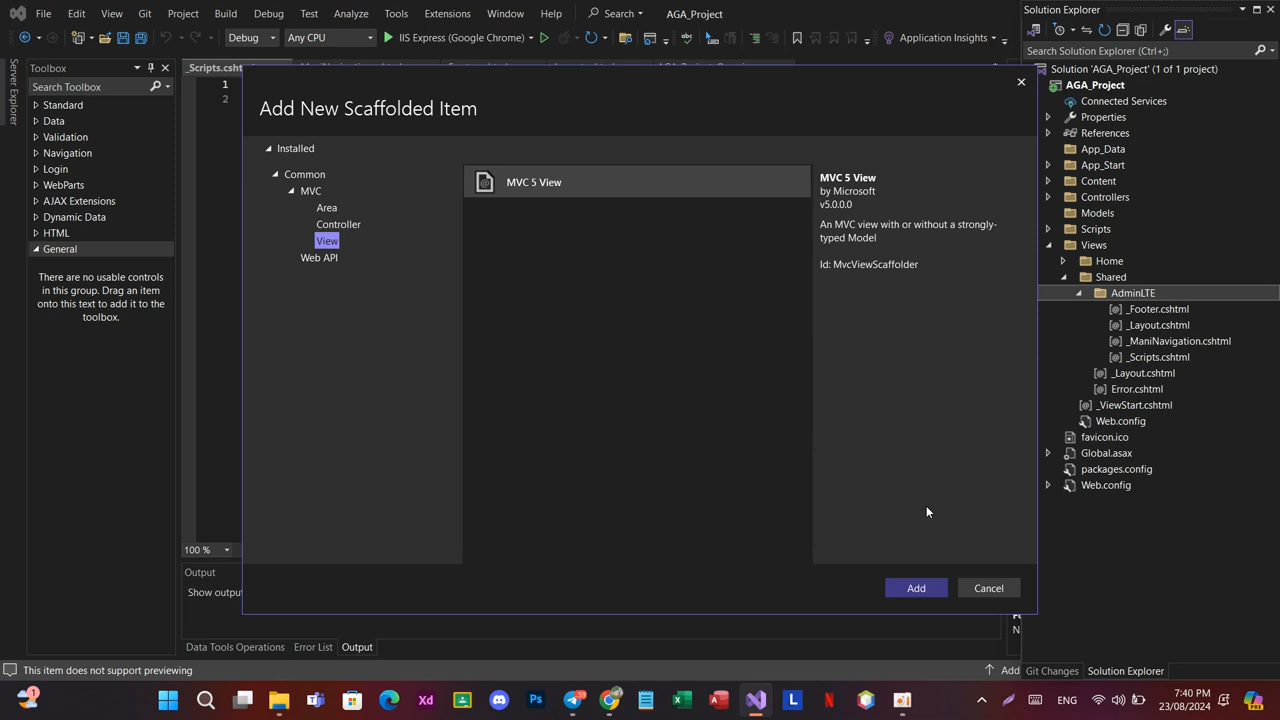 File Edit View Git Project Build Debug Test Analyze Tools Extensions Window Help Search AGA_Project
Debug Any CPU IIS Express (Google Chrome) Application Insights
Server Explorer
Toolbox
Search Toolbox
Standard
Data
Validation
Navigation
Login
WebParts
AJAX Extensions
Dynamic Data
HTML
General
There are no usable controls
in this group. Drag an item
onto this text to add it to the
toolbox.
_Scripts.csht
1
2
100 %
Output
Show output
Data Tools Operations Error List Output
Add New Scaffolded Item
Installed
Common
MVC
Area
Controller
View
Web API
MVC 5 View
MVC 5 View
by Microsoft
v5.0.0.0
An MVC view with or without a strongly-
typed Model
Id: MvcViewScaffolder
Add Cancel
Solution Explorer
Search Solution Explorer (Ctrl+;)
Solution 'AGA_Project' (1 of 1 project)
AGA_Project
Connected Services
Properties
References
App_Data
App_Start
Content
Controllers
Models
Scripts
Views
Home
Shared
AdminLTE
_Footer.cshtml
_Layout.cshtml
_ManiNavigation.cshtml
_Scripts.cshtml
_Layout.cshtml
Error.cshtml
_ViewStart.cshtml
Web.config
favicon.ico
Global.asax
packages.config
Web.config
Git Changes Solution Explorer
This item does not support previewing
Add
1
Xd
Ps
59
L
N
ENG
7:40 PM
23/08/2024
PRE